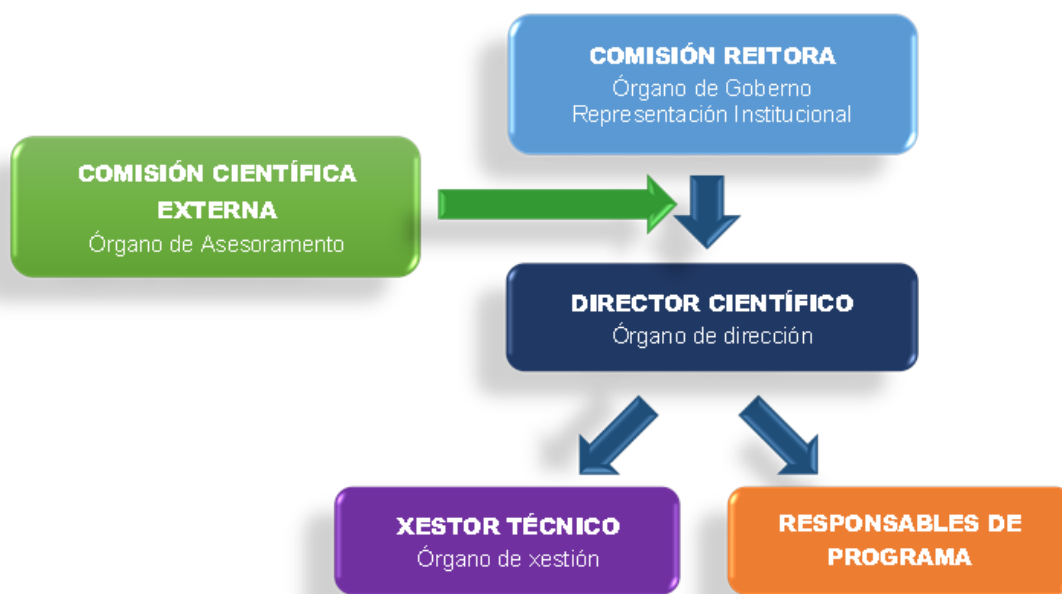 COMISIÓN REITORA
Órgano de Goberno
Representación Institucional
COMISIÓN CIENTÍFICA
EXTERNA
Órgano de Asesoramento
DIRECTOR CIENTÍFICO
Órgano de dirección
XESTOR TÉCNICO
Órgano de xestión
RESPONSABLES DE
PROGRAMA